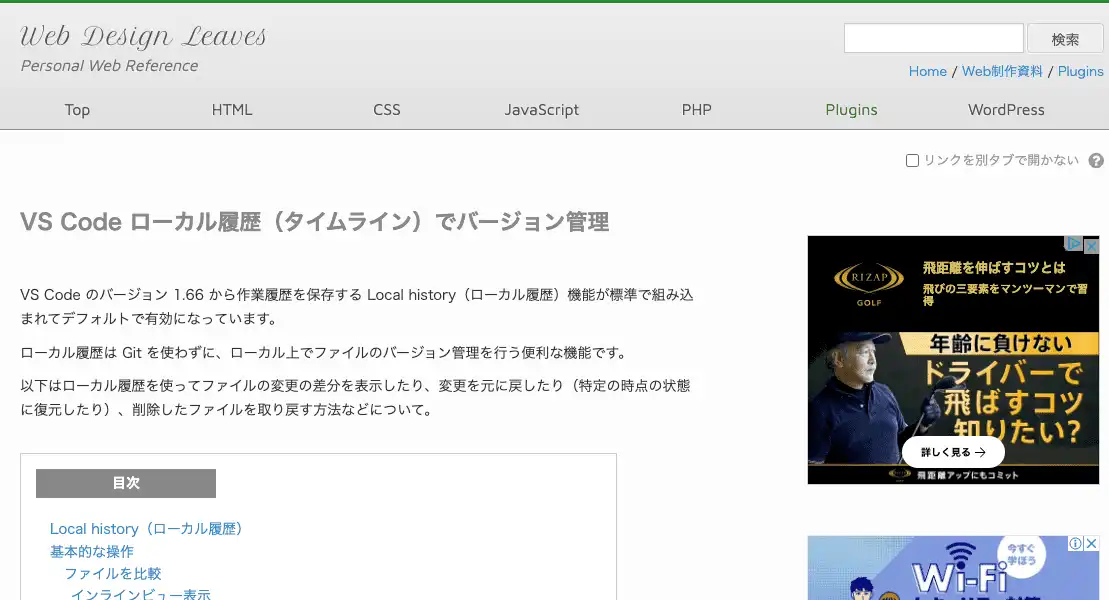 Web Design Leaves
Personal Web Reference
検索
Home / Web制作資料 / Plugins
Top HTML CSS JavaScript PHP Plugins WordPress
リンクを別タブで開かない ?
VS Code ローカル履歴（タイムライン）でバージョン管理
VS Code のバージョン 1.66 から作業履歴を保存する Local history（ローカル履歴）機能が標準で組み込
まれてデフォルトで有効になっています。
ローカル履歴は Git を使わずに、ローカル上でファイルのバージョン管理を行う便利な機能です。
以下はローカル履歴を使ってファイルの変更の差分を表示したり、変更を元に戻したり（特定の時点の状態
に復元したり）、削除したファイルを取り戻す方法などについて。
目次
Local history（ローカル履歴）
基本的な操作
ファイルを比較
インラインビュー表示
RIZAP
GOLF
飛距離を伸ばすコツとは
飛びの三要素をマンツーマンで習
得
年齢に負けない
ドライバーで
飛ばすコツ
知りたい?
詳しく見る →
飛距離アップにもコミット
今すぐ
学ぼう
Wi-Fi